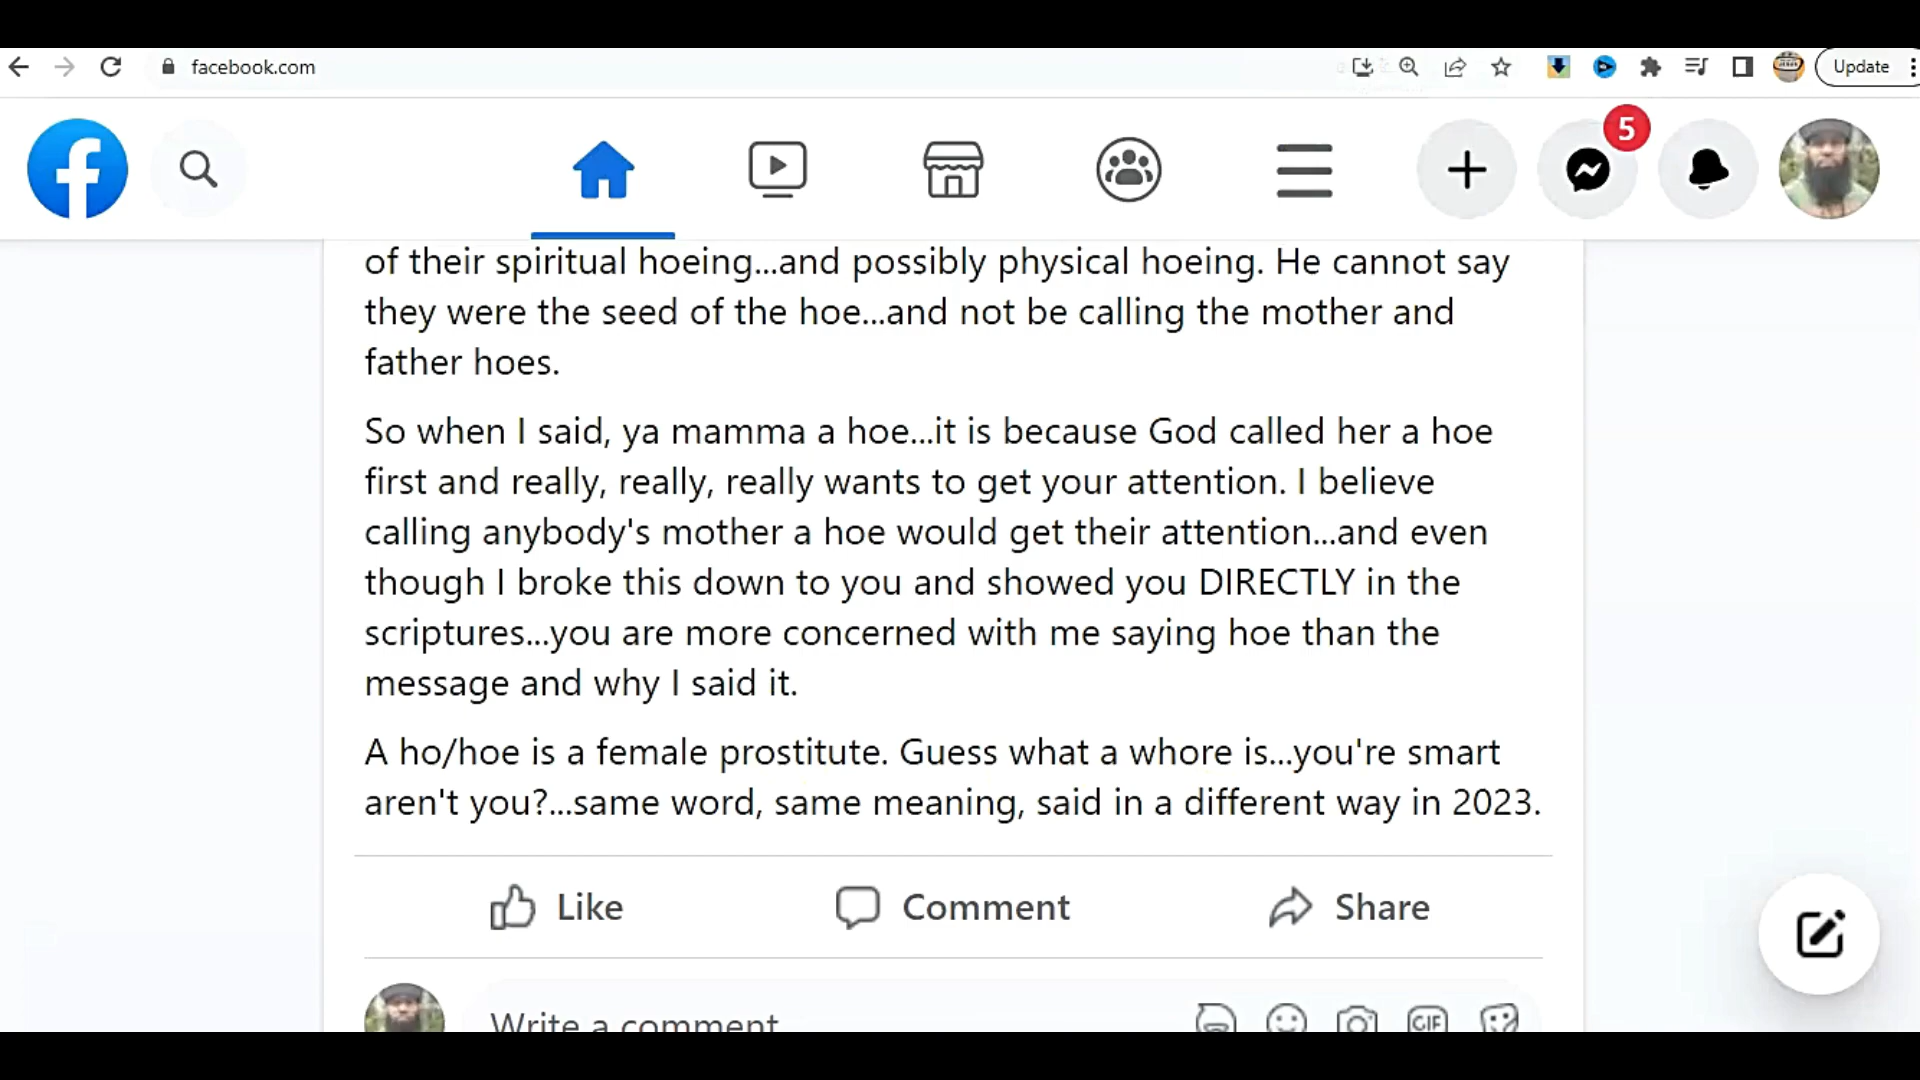 facebook.com
Update
5
of their spiritual hoeing...and possibly physical hoeing. He cannot say
they were the seed of the hoe...and not be calling the mother and
father hoes.
So when I said, ya mamma a hoe...it is because God called her a hoe
first and really, really, really wants to get your attention. I believe
calling anybody's mother a hoe would get their attention...and even
though I broke this down to you and showed you DIRECTLY in the
scriptures...you are more concerned with me saying hoe than the
message and why I said it.
A ho/hoe is a female prostitute. Guess what a whore is...you're smart
aren't you?...same word, same meaning, said in a different way in 2023.
Like
Comment
Share
Write a comment
GIF